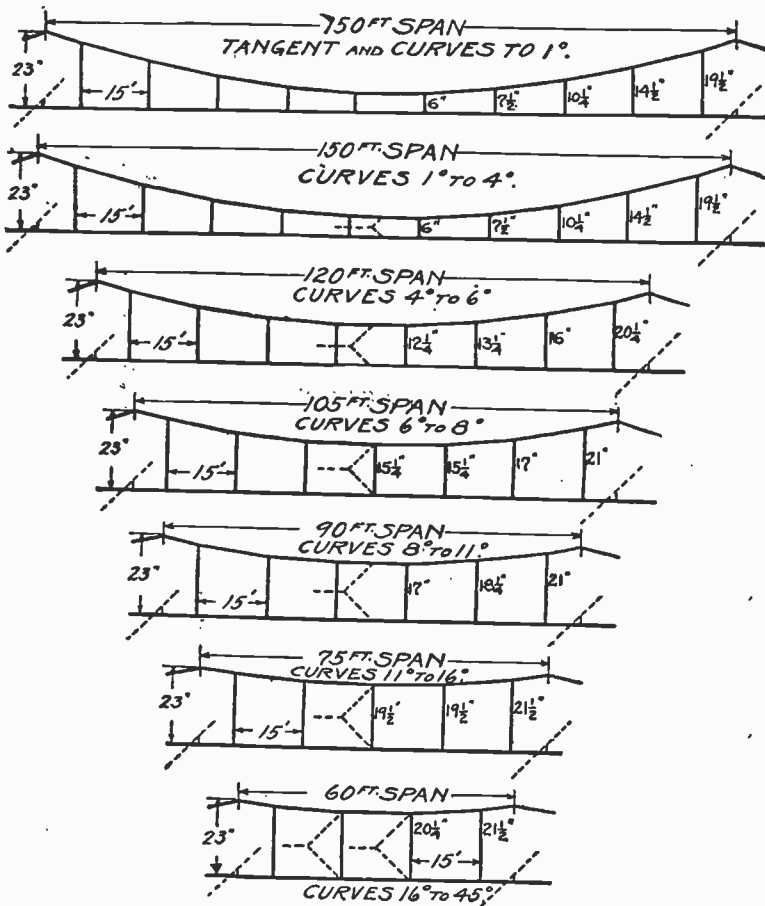 150 FT. SPAN
TANGENT AND CURVES TO 1°.
23"
15'
6"
7½"
10¼"
14½"
19½"
150 FT. SPAN
CURVES 1° TO 4°.
23"
15'
6"
7½"
10¼"
14½"
19½"
120 FT. SPAN
CURVES 4° TO 6°
23"
15'
12¼"
13¼"
16"
20¼"
105 FT. SPAN
CURVES 6° TO 8°
23"
15'
15¼"
15¼"
17"
21"
90 FT. SPAN
CURVES 8° TO 11°.
23"
15'
17"
18¼"
21"
75 FT. SPAN
CURVES 11° TO 16°.
23"
15'
19½"
19½"
21½"
60 FT. SPAN
23"
20¼"
21½"
15'
CURVES 16° TO 45°.